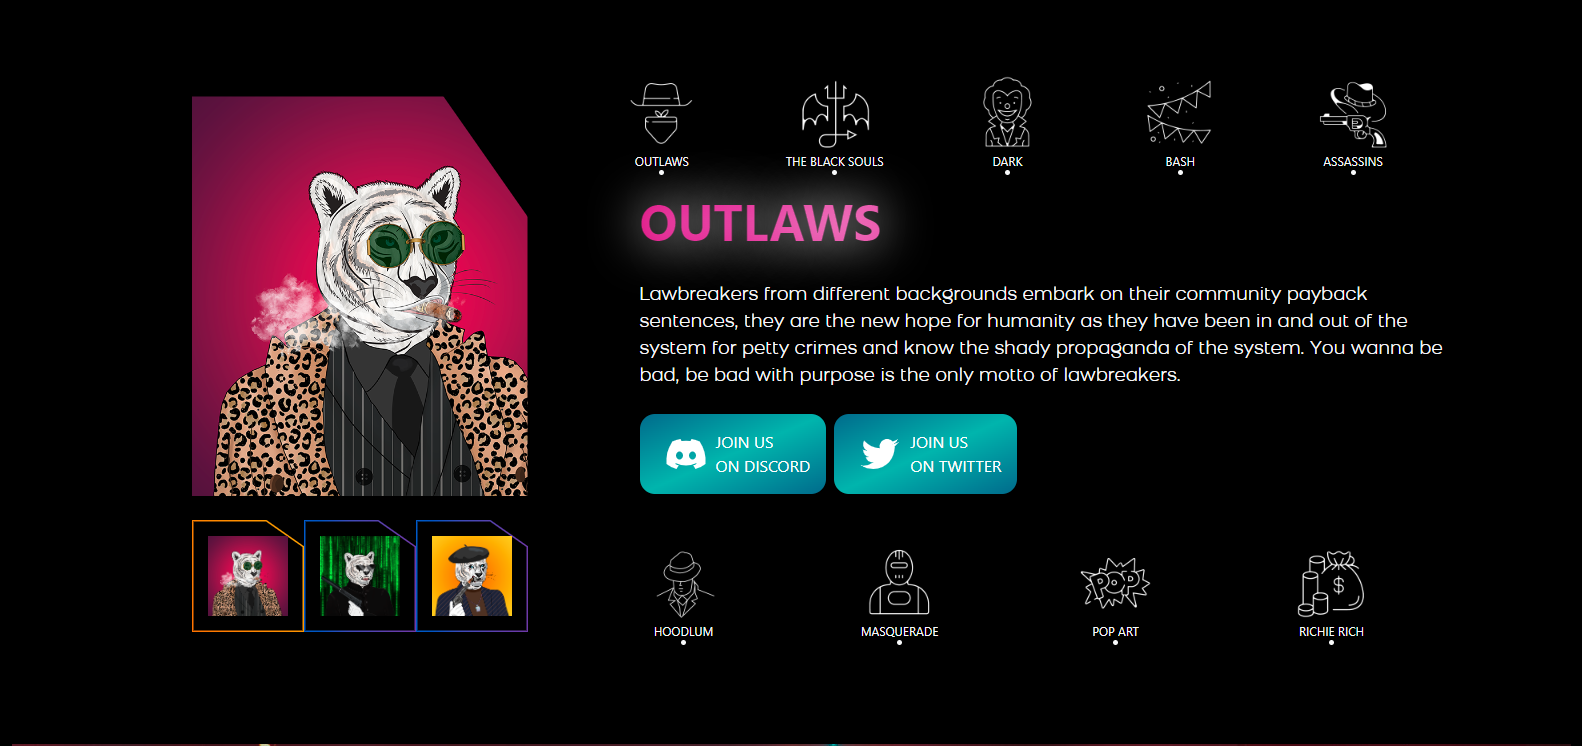 OUTLAWS
THE BLACK SOULS
DARK
BASH
ASSASSINS
OUTLAWS
Lawbreakers from different backgrounds embark on their community payback
sentences, they are the new hope for humanity as they have been in and out of the
system for petty crimes and know the shady propaganda of the system. You wanna be
bad, be bad with purpose is the only motto of lawbreakers.
JOIN US
ON DISCORD
JOIN US
ON TWITTER
POP
HOODLUM
MASQUERADE
POP ART
RICHIE RICH